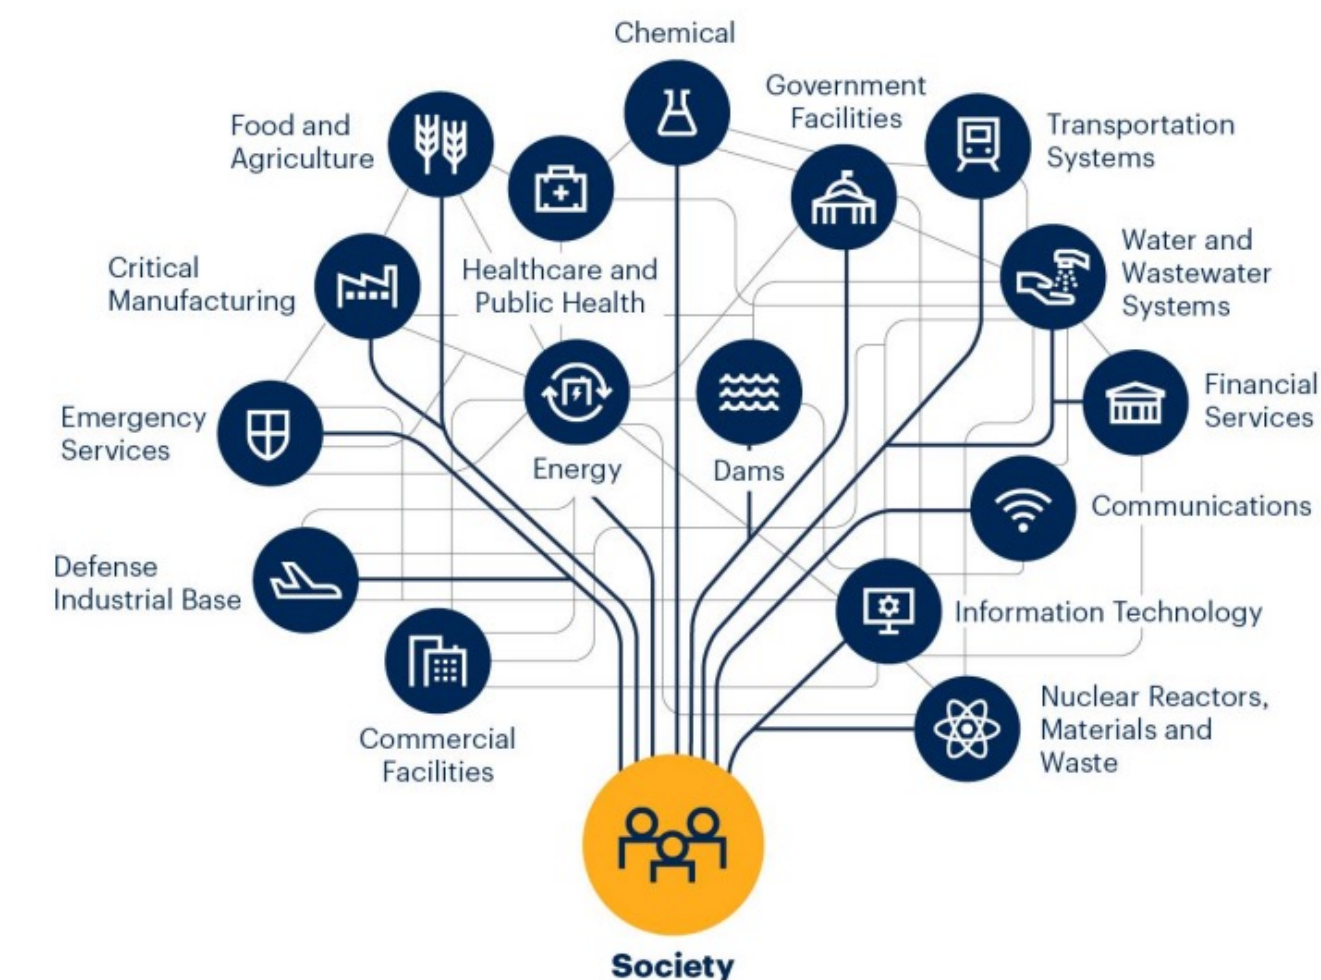 Chemical
Government
Facilities
Food and
Agriculture
Transportation
Systems
Healthcare and
Public Health
Critical
Manufacturing
Water and
Wastewater
Systems
Emergency
Services
Energy
Dams
Financial
Services
Communications
Defense
Industrial Base
Information Technology
Commercial
Facilities
Nuclear Reactors,
Materials and
Waste
Society